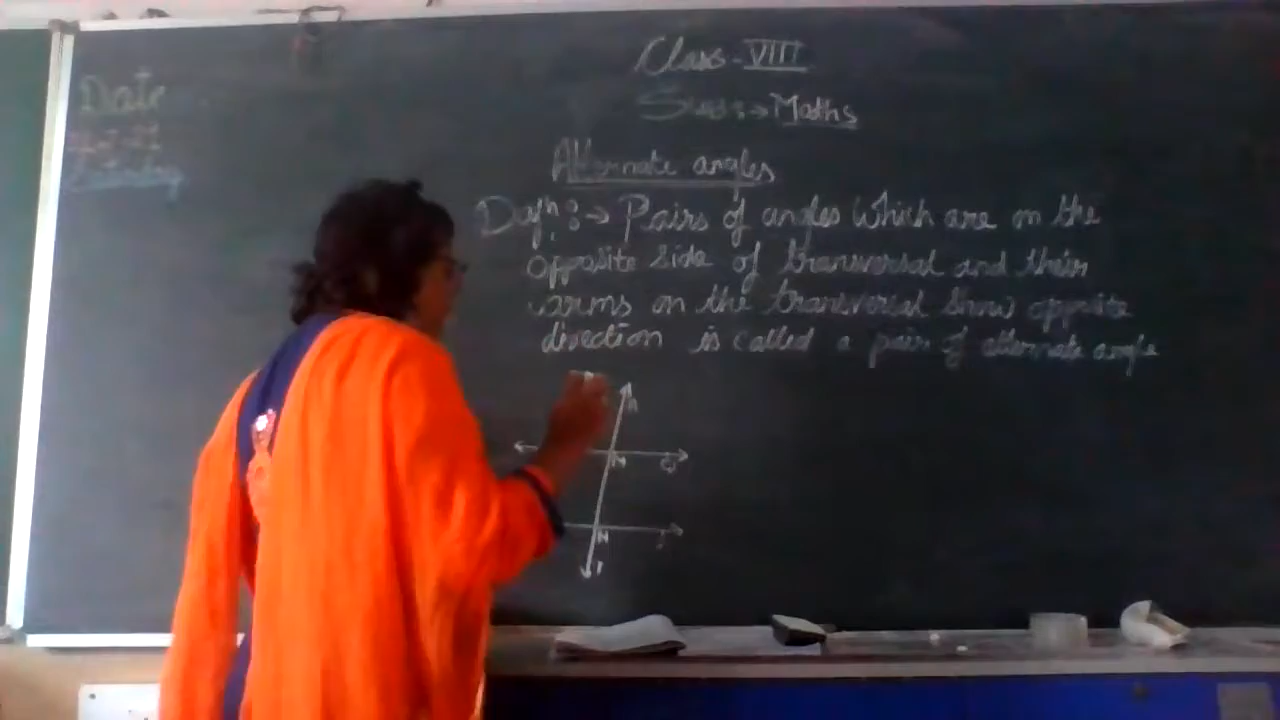 Class - VIII
Date
Sub :→ Maths
Alternate angles
Defn :→ Pairs of angles which are on the
opposite side of transversal and their
arms on the transversal show opposite
direction is called a pair of alternate angle
M
Q
N